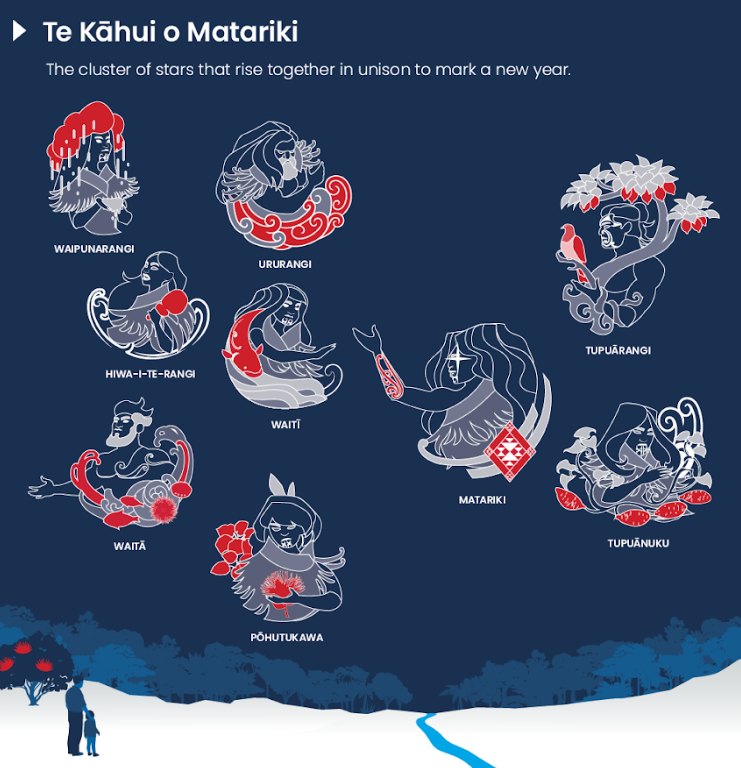 Te Kāhui o Matariki
The cluster of stars that rise together in unison to mark a new year.
WAIPUNARANGI
URURANGI
TUPUĀRANGI
HIWA-I-TE-RANGI
WAITĪ
MATARIKI
WAITĀ
TUPUĀNUKU
PŌHUTUKAWA